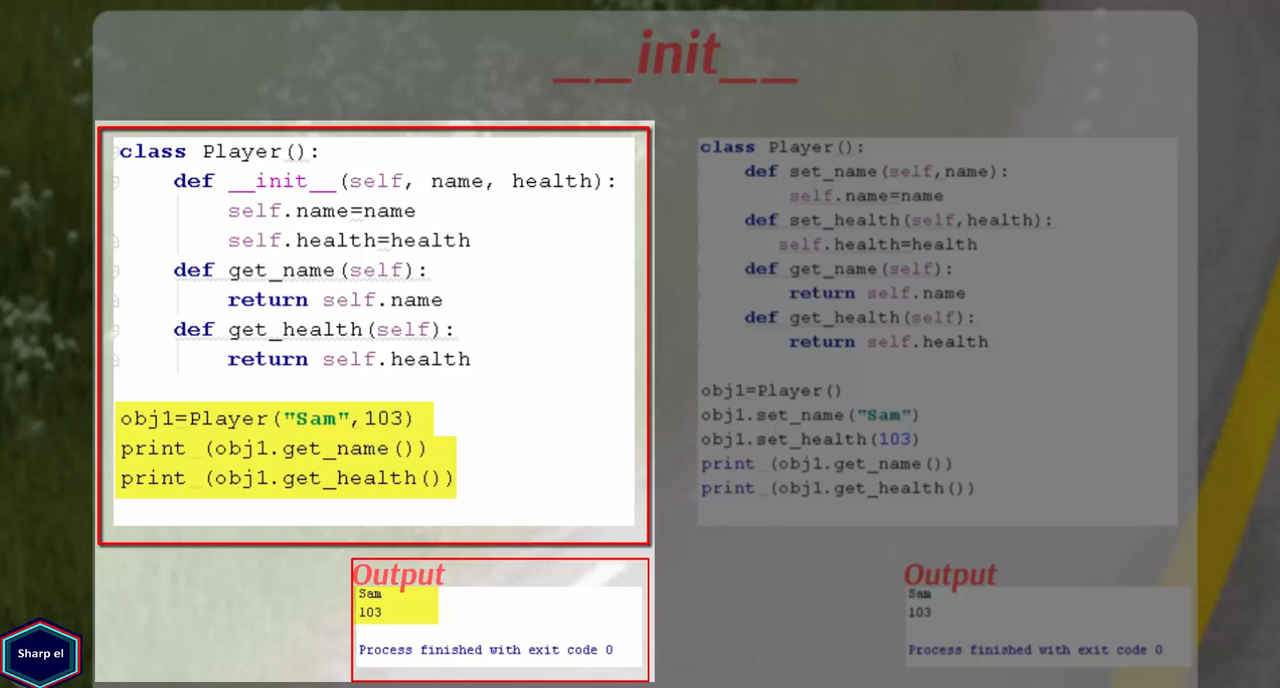 __init__
class Player():
    def __init__(self, name, health):
        self.name=name
        self.health=health
    def get_name(self):
        return self.name
    def get_health(self):
        return self.health
obj1=Player("Sam",103)
print (obj1.get_name())
print (obj1.get_health())
Output
Sam
103
Process finished with exit code 0
class Player():
    def set_name(self,name):
        self.name=name
    def set_health(self,health):
        self.health=health
    def get_name(self):
        return self.name
    def get_health(self):
        return self.health
obj1=Player()
obj1.set_name("Sam")
obj1.set_health(103)
print (obj1.get_name())
print (obj1.get_health())
Output
Sam
103
Process finished with exit code 0
Sharp el